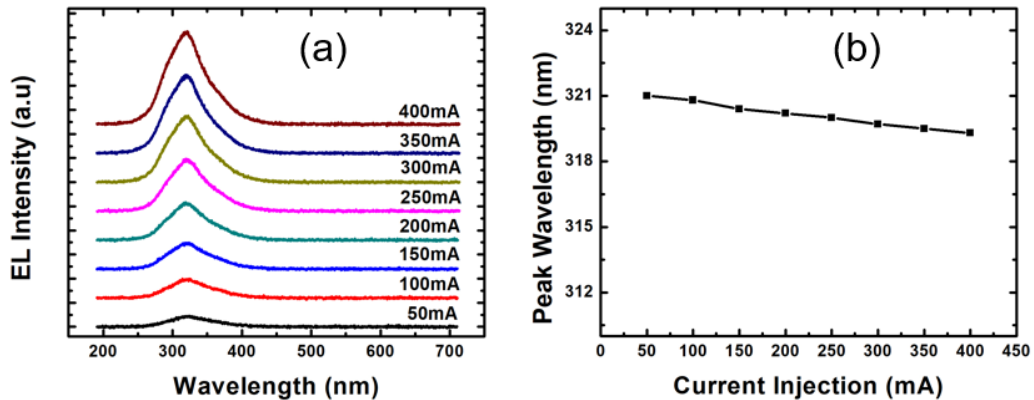 (a)
EL Intensity (a.u)
400mA
350mA
300mA
250mA
200mA
150mA
100mA
50mA
200 300 400 500 600 700
Wavelength (nm)
(b)
Peak Wavelength (nm)
324
321
318
315
312
0 50 100 150 200 250 300 350 400 450
Current Injection (mA)